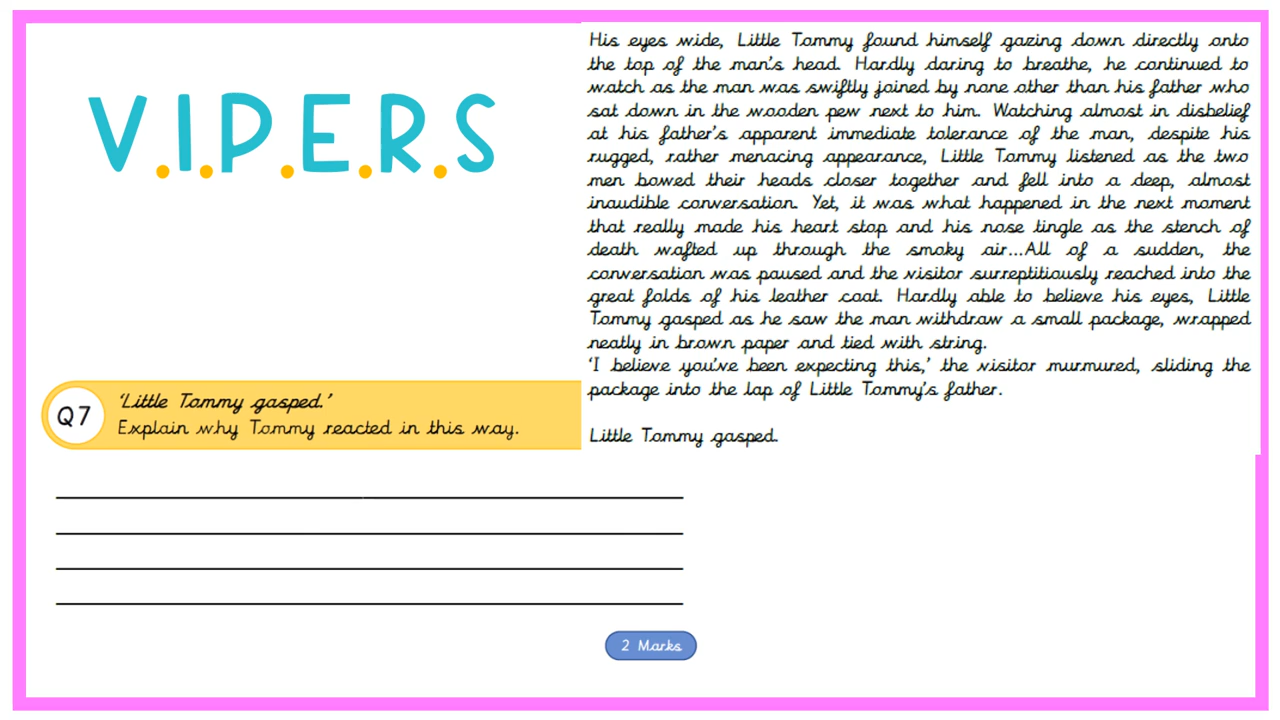 V.I.P.E.R.S
His eyes wide, Little Tommy found himself gazing down directly onto
the top of the man's head. Hardly daring to breathe, he continued to
watch as the man was swiftly joined by none other than his father who
sat down in the wooden pew next to him. Watching almost in disbelief
at his father's apparent immediate tolerance of the man, despite his
rugged, rather menacing appearance, Little Tommy listened as the two
men bowed their heads closer together and fell into a deep, almost
inaudible conversation. Yet, it was what happened in the next moment
that really made his heart stop and his nose tingle as the stench of
death wafted up through the smoky air...All of a sudden, the
conversation was paused and the visitor surreptitiously reached into the
great folds of his leather coat. Hardly able to believe his eyes, Little
Tommy gasped as he saw the man withdraw a small package, wrapped
neatly in brown paper and tied with string.
'I believe you've been expecting this,' the visitor murmured, sliding the
package into the lap of Little Tommy's father.
Little Tommy gasped.
Q7
'Little Tommy gasped.'
Explain why Tommy reacted in this way.
2 Marks